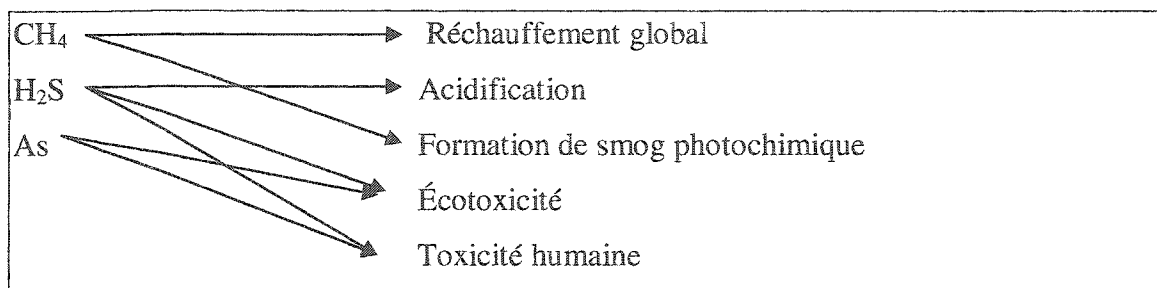 CH₄ Réchauffement global
H₂S Acidification
As Formation de smog photochimique
Écotoxicité
Toxicité humaine